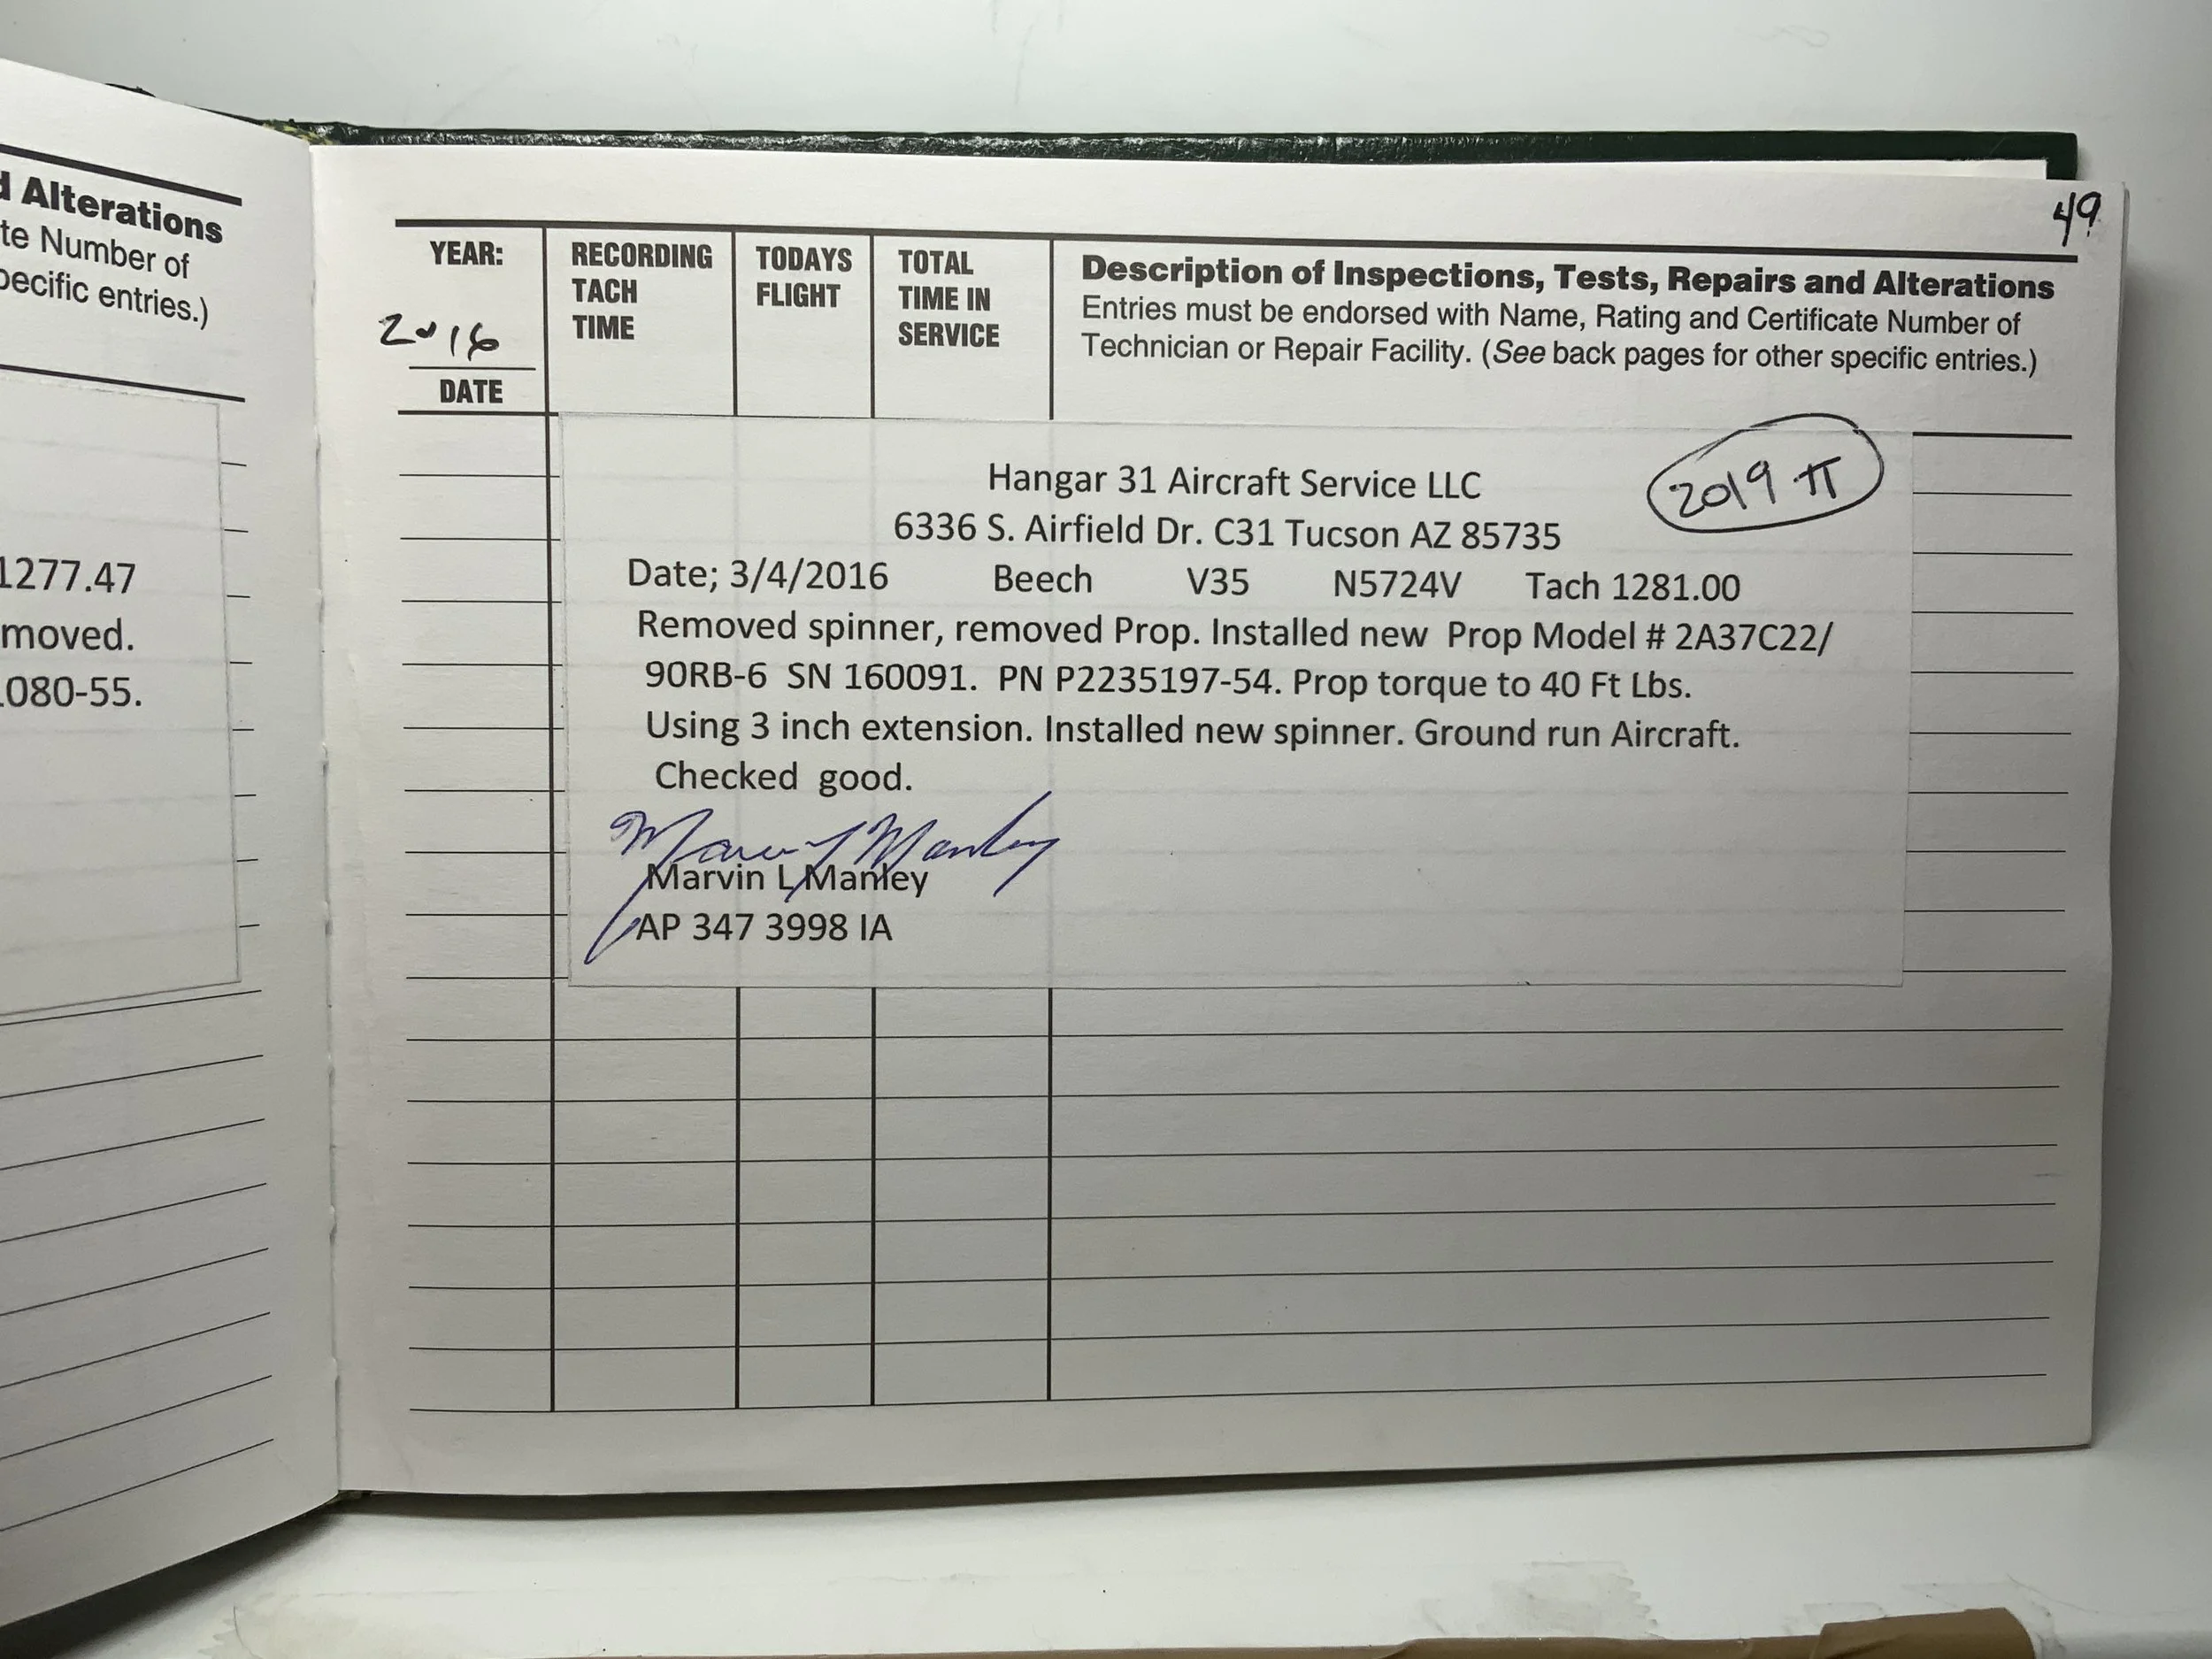 d Alterations
te Number of
pecific entries.)
1277.47
moved.
1080-55.
49
YEAR:
2016
DATE
RECORDING
TACH
TIME
TODAYS
FLIGHT
TOTAL
TIME IN
SERVICE
Description of Inspections, Tests, Repairs and Alterations
Entries must be endorsed with Name, Rating and Certificate Number of
Technician or Repair Facility. (See back pages for other specific entries.)
2019 TT
Hangar 31 Aircraft Service LLC
6336 S. Airfield Dr. C31 Tucson AZ 85735
Date; 3/4/2016 Beech V35 N5724V Tach 1281.00
Removed spinner, removed Prop. Installed new Prop Model # 2A37C22/
90RB-6 SN 160091. PN P2235197-54. Prop torque to 40 Ft Lbs.
Using 3 inch extension. Installed new spinner. Ground run Aircraft.
Checked good.
Marvin L Manley
Marvin L Manley
AP 347 3998 IA